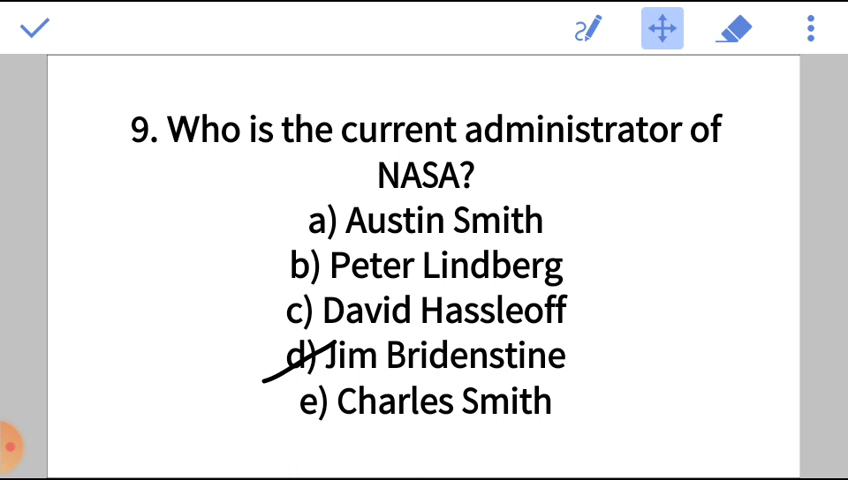 9. Who is the current administrator of
NASA?
a) Austin Smith
b) Peter Lindberg
c) David Hassleoff
d) Jim Bridenstine
e) Charles Smith